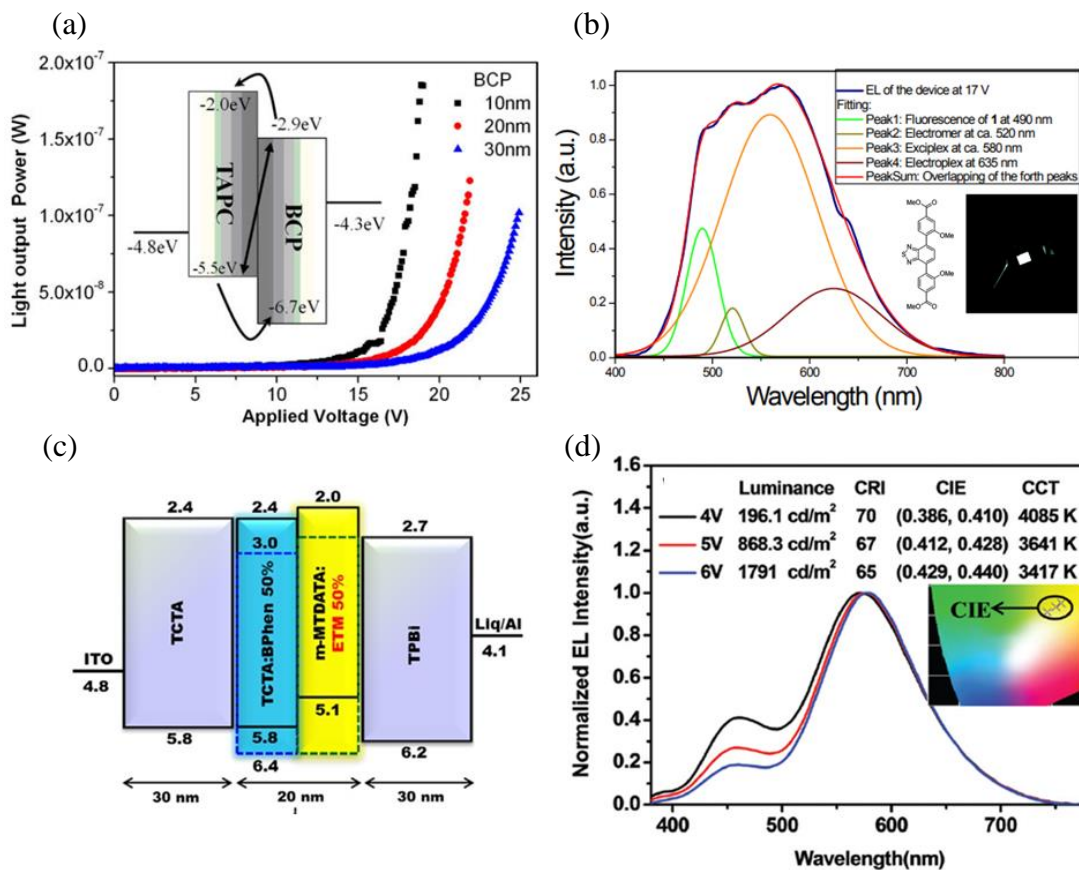 (a)
Light output Power (W)
2.0x10-7
1.5x10-7
1.0x10-7
5.0x10-8
0.0
0
5
10
15
20
25
Applied Voltage (V)
BCP
10nm
20nm
30nm
-2.0eV
-2.9eV
TAPC
BCP
-4.8eV
-4.3eV
-5.5eV
-6.7eV
(b)
Intensity (a.u.)
1.0
0.8
0.6
0.4
0.2
0.0
400
500
600
700
800
Wavelength (nm)
EL of the device at 17 V
Fitting:
Peak1: Fluorescence of 1 at 490 nm
Peak2: Electromer at ca. 520 nm
Peak3: Exciplex at ca. 580 nm
Peak4: Electroplex at 635 nm
PeakSum: Overlapping of the forth peaks
MeO
O
OMe
N
S
N
OMe
MeO
O
(c)
2.4
2.4
2.0
3.0
2.7
TCTA
TCTA:BPhen 50%
m-MTDATA:
ETM 50%
TPBi
ITO
4.8
Liq/Al
4.1
5.1
5.8
5.8
6.4
6.2
30 nm
20 nm
30 nm
(d)
Normalized EL Intensity(a.u.)
1.6
1.4
1.2
1.0
0.8
0.6
0.4
0.2
0.0
400
500
600
700
Wavelength(nm)
Luminance CRI CIE CCT
4V 196.1 cd/m2 70 (0.386, 0.410) 4085 K
5V 868.3 cd/m2 67 (0.412, 0.428) 3641 K
6V 1791 cd/m2 65 (0.429, 0.440) 3417 K
CIE